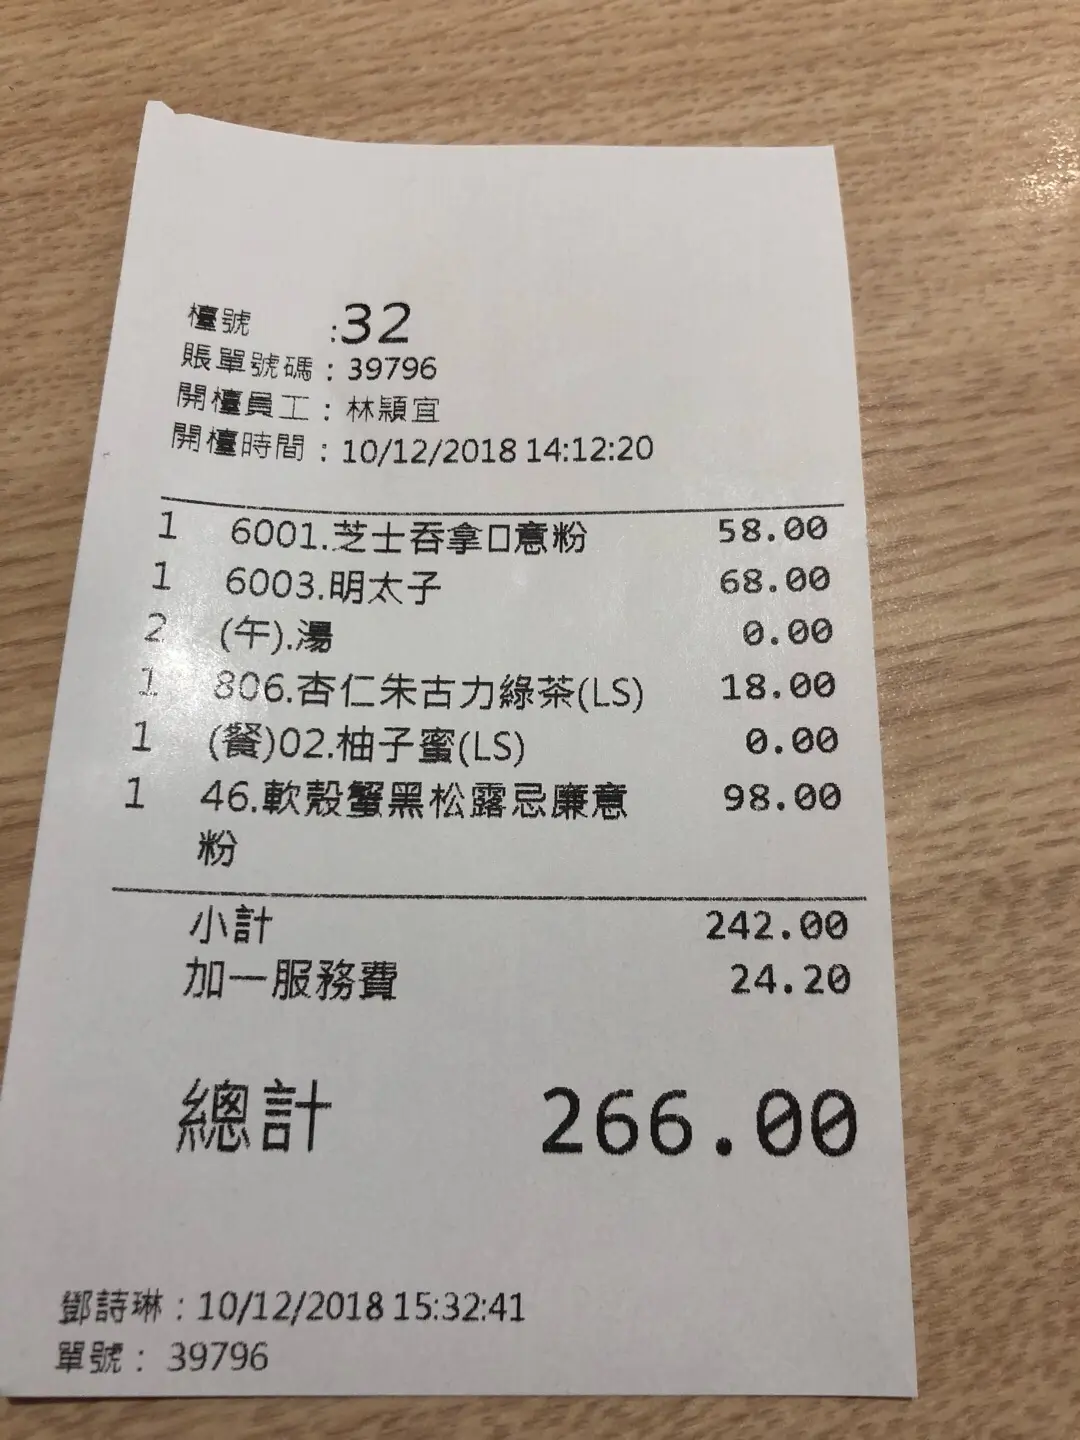 檯號 :32
賬單號碼：39796
開檯員工：林穎宜
開檯時間：10/12/2018 14:12:20
1 6001.芝士吞拿口意粉 58.00
1 6003.明太子 68.00
2 (午).湯 0.00
1 806.杏仁朱古力綠茶(LS) 18.00
1 (餐)02.柚子蜜(LS) 0.00
1 46.軟殼蟹黑松露忌廉意 98.00
粉
小計 242.00
加一服務費 24.20
總計 266.00
鄧詩琳：10/12/2018 15:32:41
單號： 39796